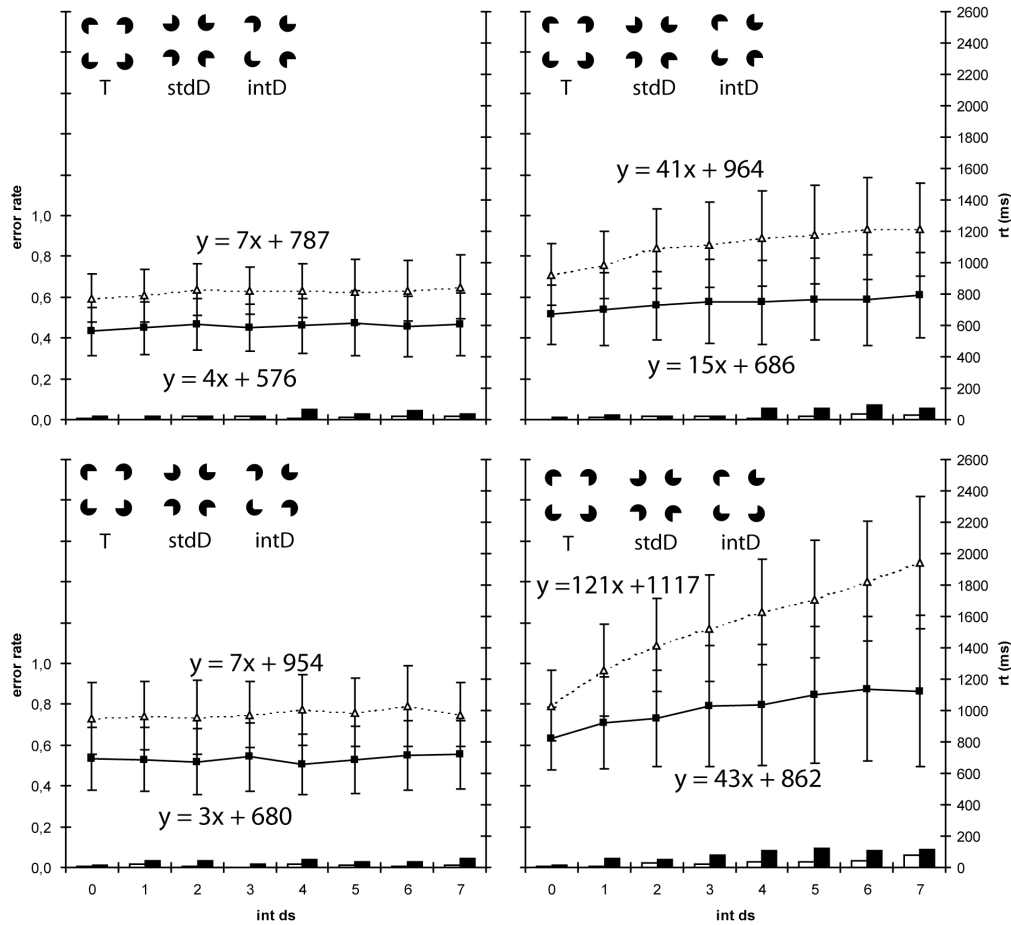 T stdD intD
T stdD intD
2600
2400
2200
2000
1800
1600
1400
1200
1000
800
600
400
200
0
rt (ms)
y = 41x + 964
y = 15x + 686
error rate
1,0
0,8
0,6
0,4
0,2
0,0
y = 7x + 787
y = 4x + 576
T stdD intD
T stdD intD
2600
2400
2200
2000
1800
1600
1400
1200
1000
800
600
400
200
0
rt (ms)
y =121x +1117
y = 43x + 862
error rate
1,0
0,8
0,6
0,4
0,2
0,0
y = 7x + 954
y = 3x + 680
0 1 2 3 4 5 6 7
int ds
0 1 2 3 4 5 6 7
int ds